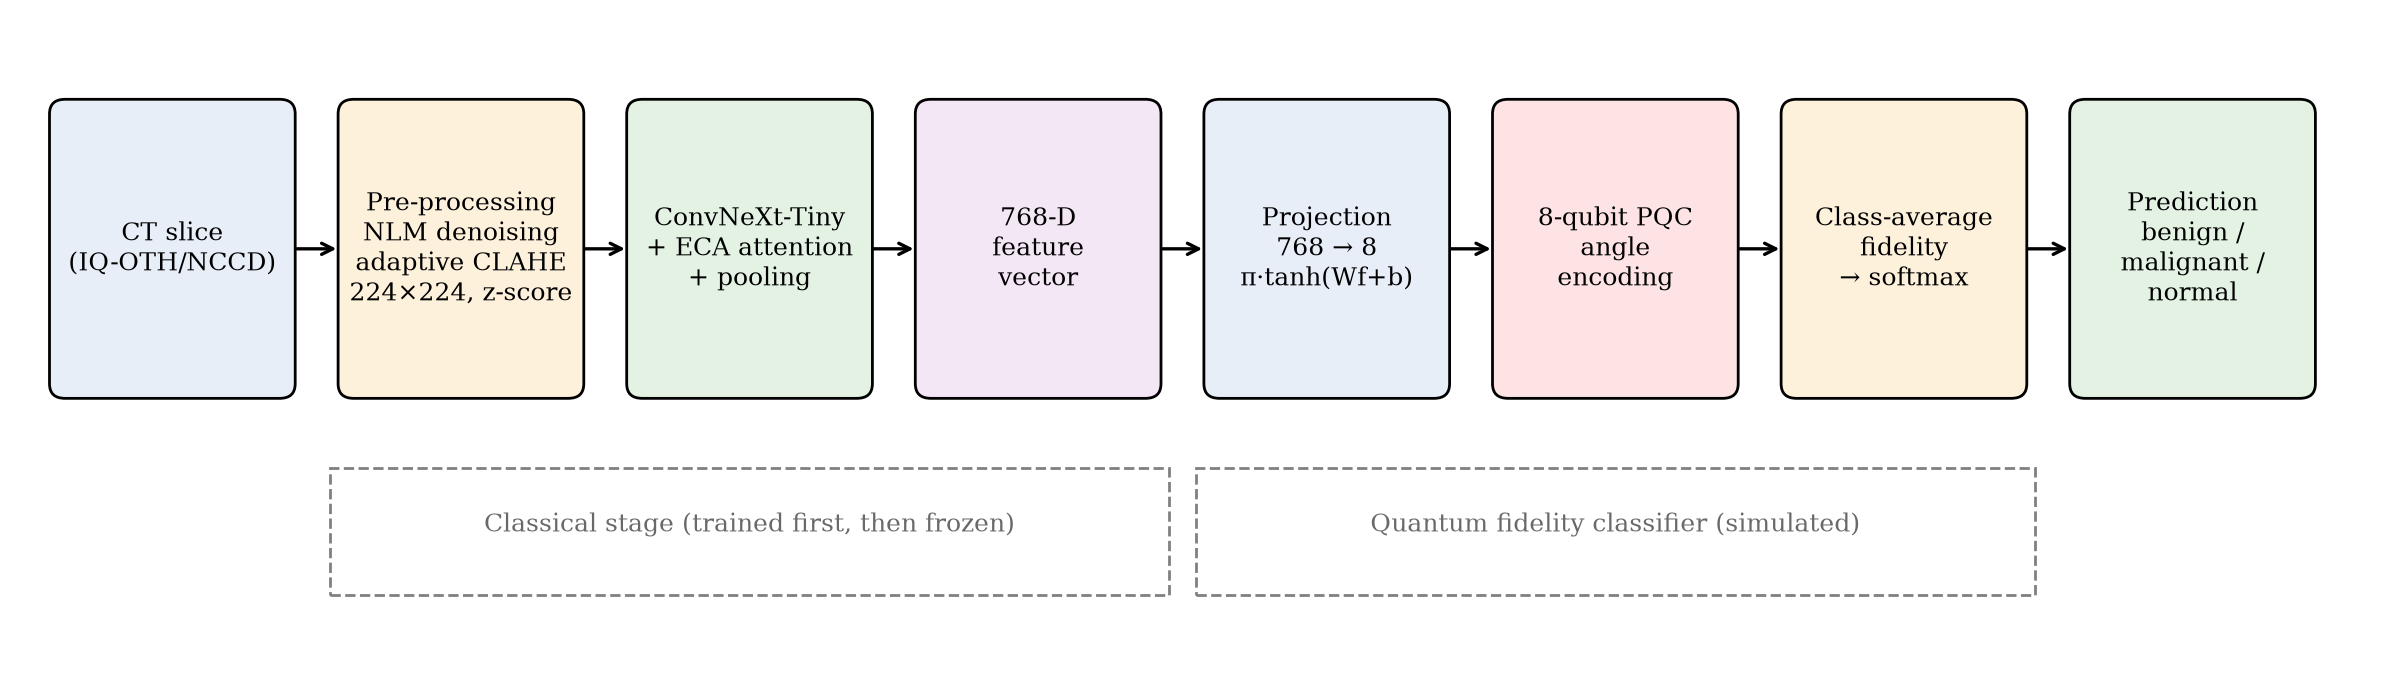 CT slice
(IQ-OTH/NCCD)
Pre-processing
NLM denoising
adaptive CLAHE
224×224, z-score
ConvNeXt-Tiny
+ ECA attention
+ pooling
768-D
feature
vector
Projection
768 → 8
π·tanh(Wf+b)
8-qubit PQC
angle
encoding
Class-average
fidelity
→ softmax
Prediction
benign /
malignant /
normal
Classical stage (trained first, then frozen)
Quantum fidelity classifier (simulated)